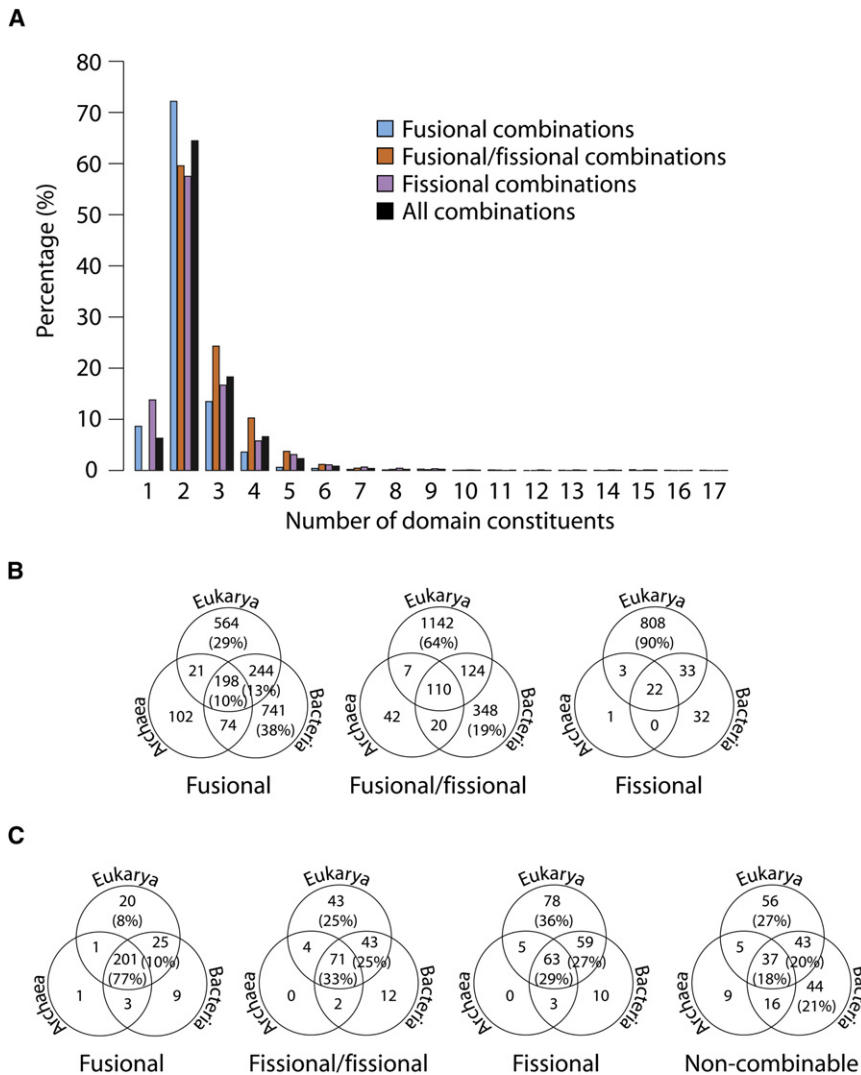 A
80
70
60
50
40
30
20
10
0
Percentage (%)
Fusional combinations
Fusional/fissional combinations
Fissional combinations
All combinations
1 2 3 4 5 6 7 8 9 10 11 12 13 14 15 16 17
Number of domain constituents
B
Eukarya
564
(29%)
21
198
(10%)
244
(13%)
102
74
741
(38%)
Archaea
Bacteria
Fusional
Eukarya
1142
(64%)
7
110
124
42
20
348
(19%)
Archaea
Bacteria
Fusional/fissional
Eukarya
808
(90%)
3
22
33
1
0
32
Archaea
Bacteria
Fissional
C
Eukarya
20
(8%)
1
201
(77%)
25
(10%)
1
3
9
Archaea
Bacteria
Fusional
Eukarya
43
(25%)
4
71
(33%)
43
(25%)
0
2
12
Archaea
Bacteria
Fissional/fissional
Eukarya
78
(36%)
5
63
(29%)
59
(27%)
0
3
10
Archaea
Bacteria
Fissional
Eukarya
56
(27%)
5
37
(18%)
43
(20%)
9
16
44
(21%)
Archaea
Bacteria
Non-combinable